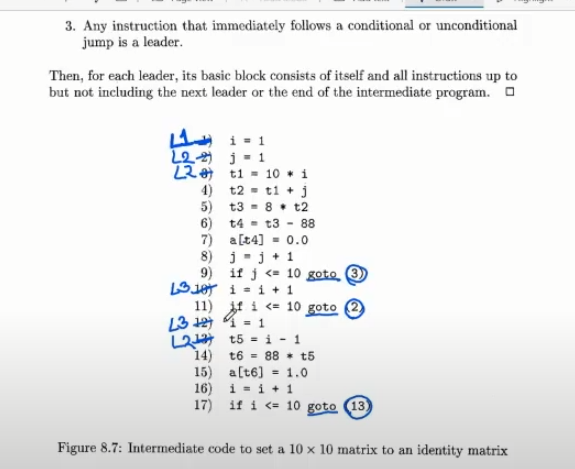 3. Any instruction that immediately follows a conditional or unconditional
jump is a leader.
Then, for each leader, its basic block consists of itself and all instructions up to
but not including the next leader or the end of the intermediate program. □
L1 1) i = 1
L2 2) j = 1
L2 3) t1 = 10 * i
4) t2 = t1 + j
5) t3 = 8 * t2
6) t4 = t3 - 88
7) a[t4] = 0.0
8) j = j + 1
9) if j <= 10 goto (3)
L3 10) i = i + 1
11) if i <= 10 goto (2)
L3 12) i = 1
L2 13) t5 = i - 1
14) t6 = 88 * t5
15) a[t6] = 1.0
16) i = i + 1
17) if i <= 10 goto (13)
Figure 8.7: Intermediate code to set a 10 × 10 matrix to an identity matrix